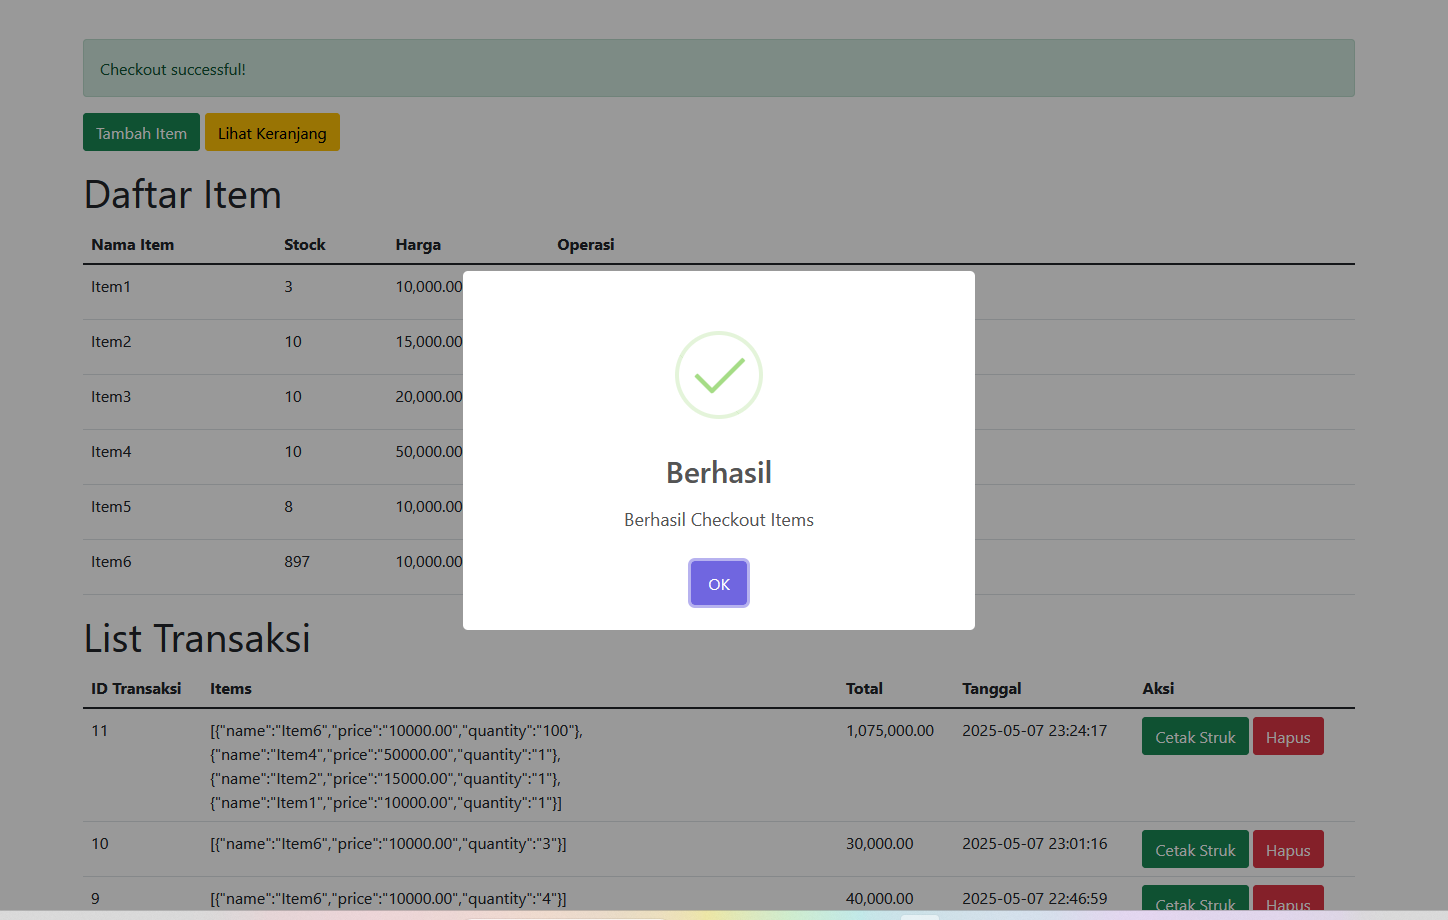 Checkout successful!
Tambah Item Lihat Keranjang
Daftar Item
Nama Item Stock Harga Operasi
Item1 3 10,000.00
Item2 10 15,000.00
Item3 10 20,000.00
Item4 10 50,000.00
Item5 8 10,000.00
Item6 897 10,000.00
Berhasil
Berhasil Checkout Items
OK
List Transaksi
ID Transaksi Items Total Tanggal Aksi
11 [{"name":"Item6","price":"10000.00","quantity":"100"}, 1,075,000.00 2025-05-07 23:24:17 Cetak Struk Hapus
{"name":"Item4","price":"50000.00","quantity":"1"},
{"name":"Item2","price":"15000.00","quantity":"1"},
{"name":"Item1","price":"10000.00","quantity":"1"}]
10 [{"name":"Item6","price":"10000.00","quantity":"3"}] 30,000.00 2025-05-07 23:01:16 Cetak Struk Hapus
9 [{"name":"Item6","price":"10000.00","quantity":"4"}] 40,000.00 2025-05-07 22:46:59 Cetak Struk Hapus